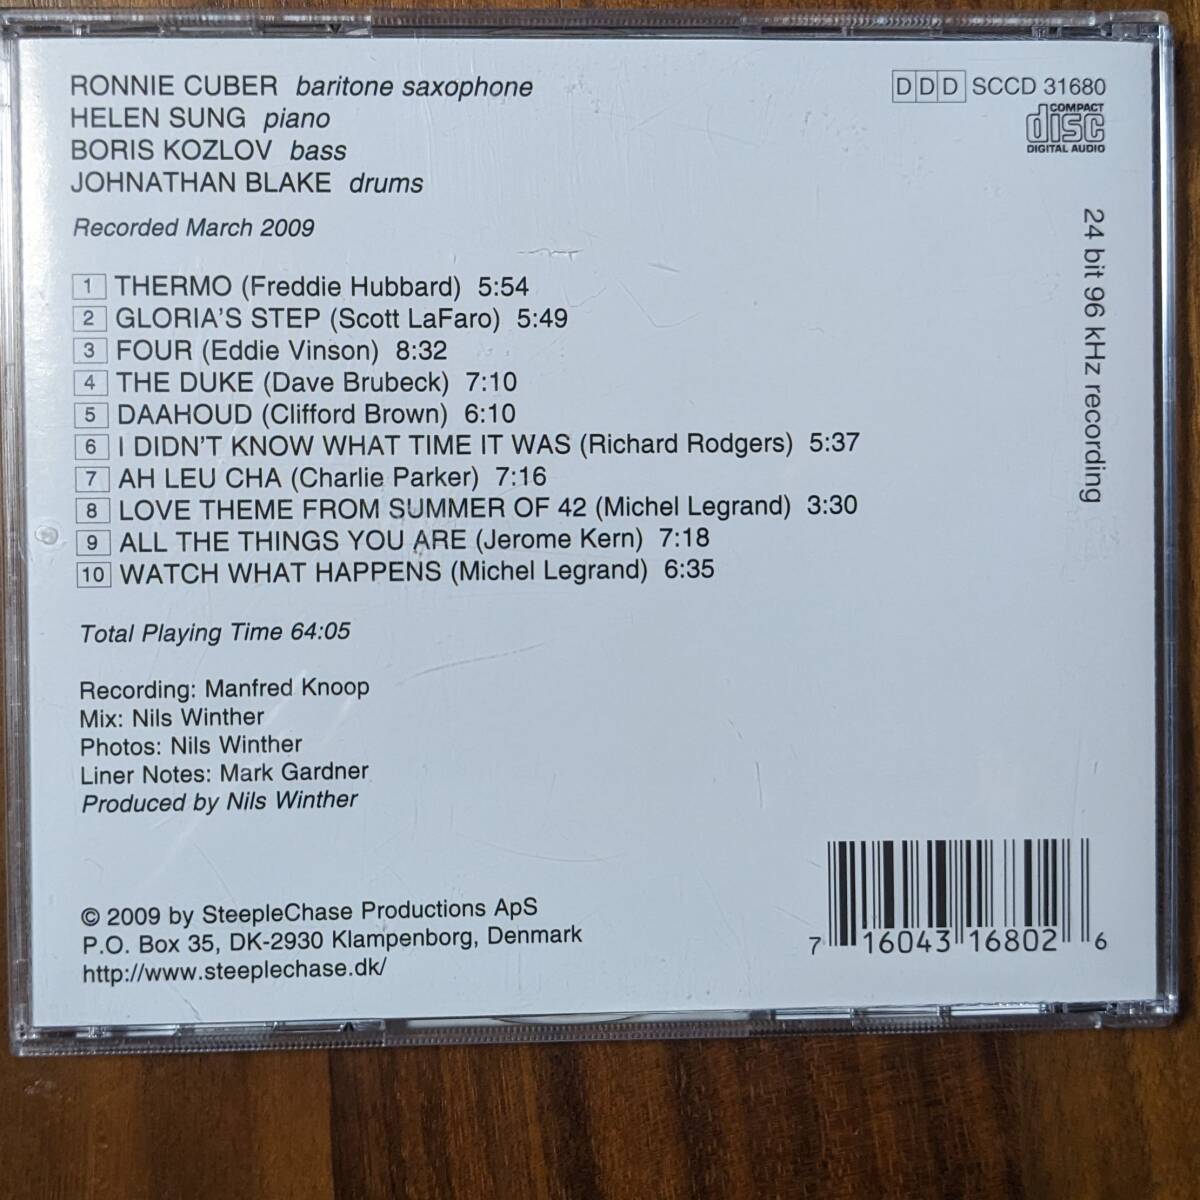 RONNIE CUBER baritone saxophone
HELEN SUNG piano
BORIS KOZLOV bass
JOHNATHAN BLAKE drums
DDD SCCD 31680
COMPACT
disc
DIGITAL AUDIO
24 bit 96 kHz recording
Recorded March 2009
1 THERMO (Freddie Hubbard) 5:54
2 GLORIA'S STEP (Scott LaFaro) 5:49
3 FOUR (Eddie Vinson) 8:32
4 THE DUKE (Dave Brubeck) 7:10
5 DAAHOUD (Clifford Brown) 6:10
6 I DIDN'T KNOW WHAT TIME IT WAS (Richard Rodgers) 5:37
7 AH LEU CHA (Charlie Parker) 7:16
8 LOVE THEME FROM SUMMER OF 42 (Michel Legrand) 3:30
9 ALL THE THINGS YOU ARE (Jerome Kern) 7:18
10 WATCH WHAT HAPPENS (Michel Legrand) 6:35
Total Playing Time 64:05
Recording: Manfred Knoop
Mix: Nils Winther
Photos: Nils Winther
Liner Notes: Mark Gardner
Produced by Nils Winther
© 2009 by SteepleChase Productions ApS
P.O. Box 35, DK-2930 Klampenborg, Denmark
http://www.steeplechase.dk/
7 16043 16802 6